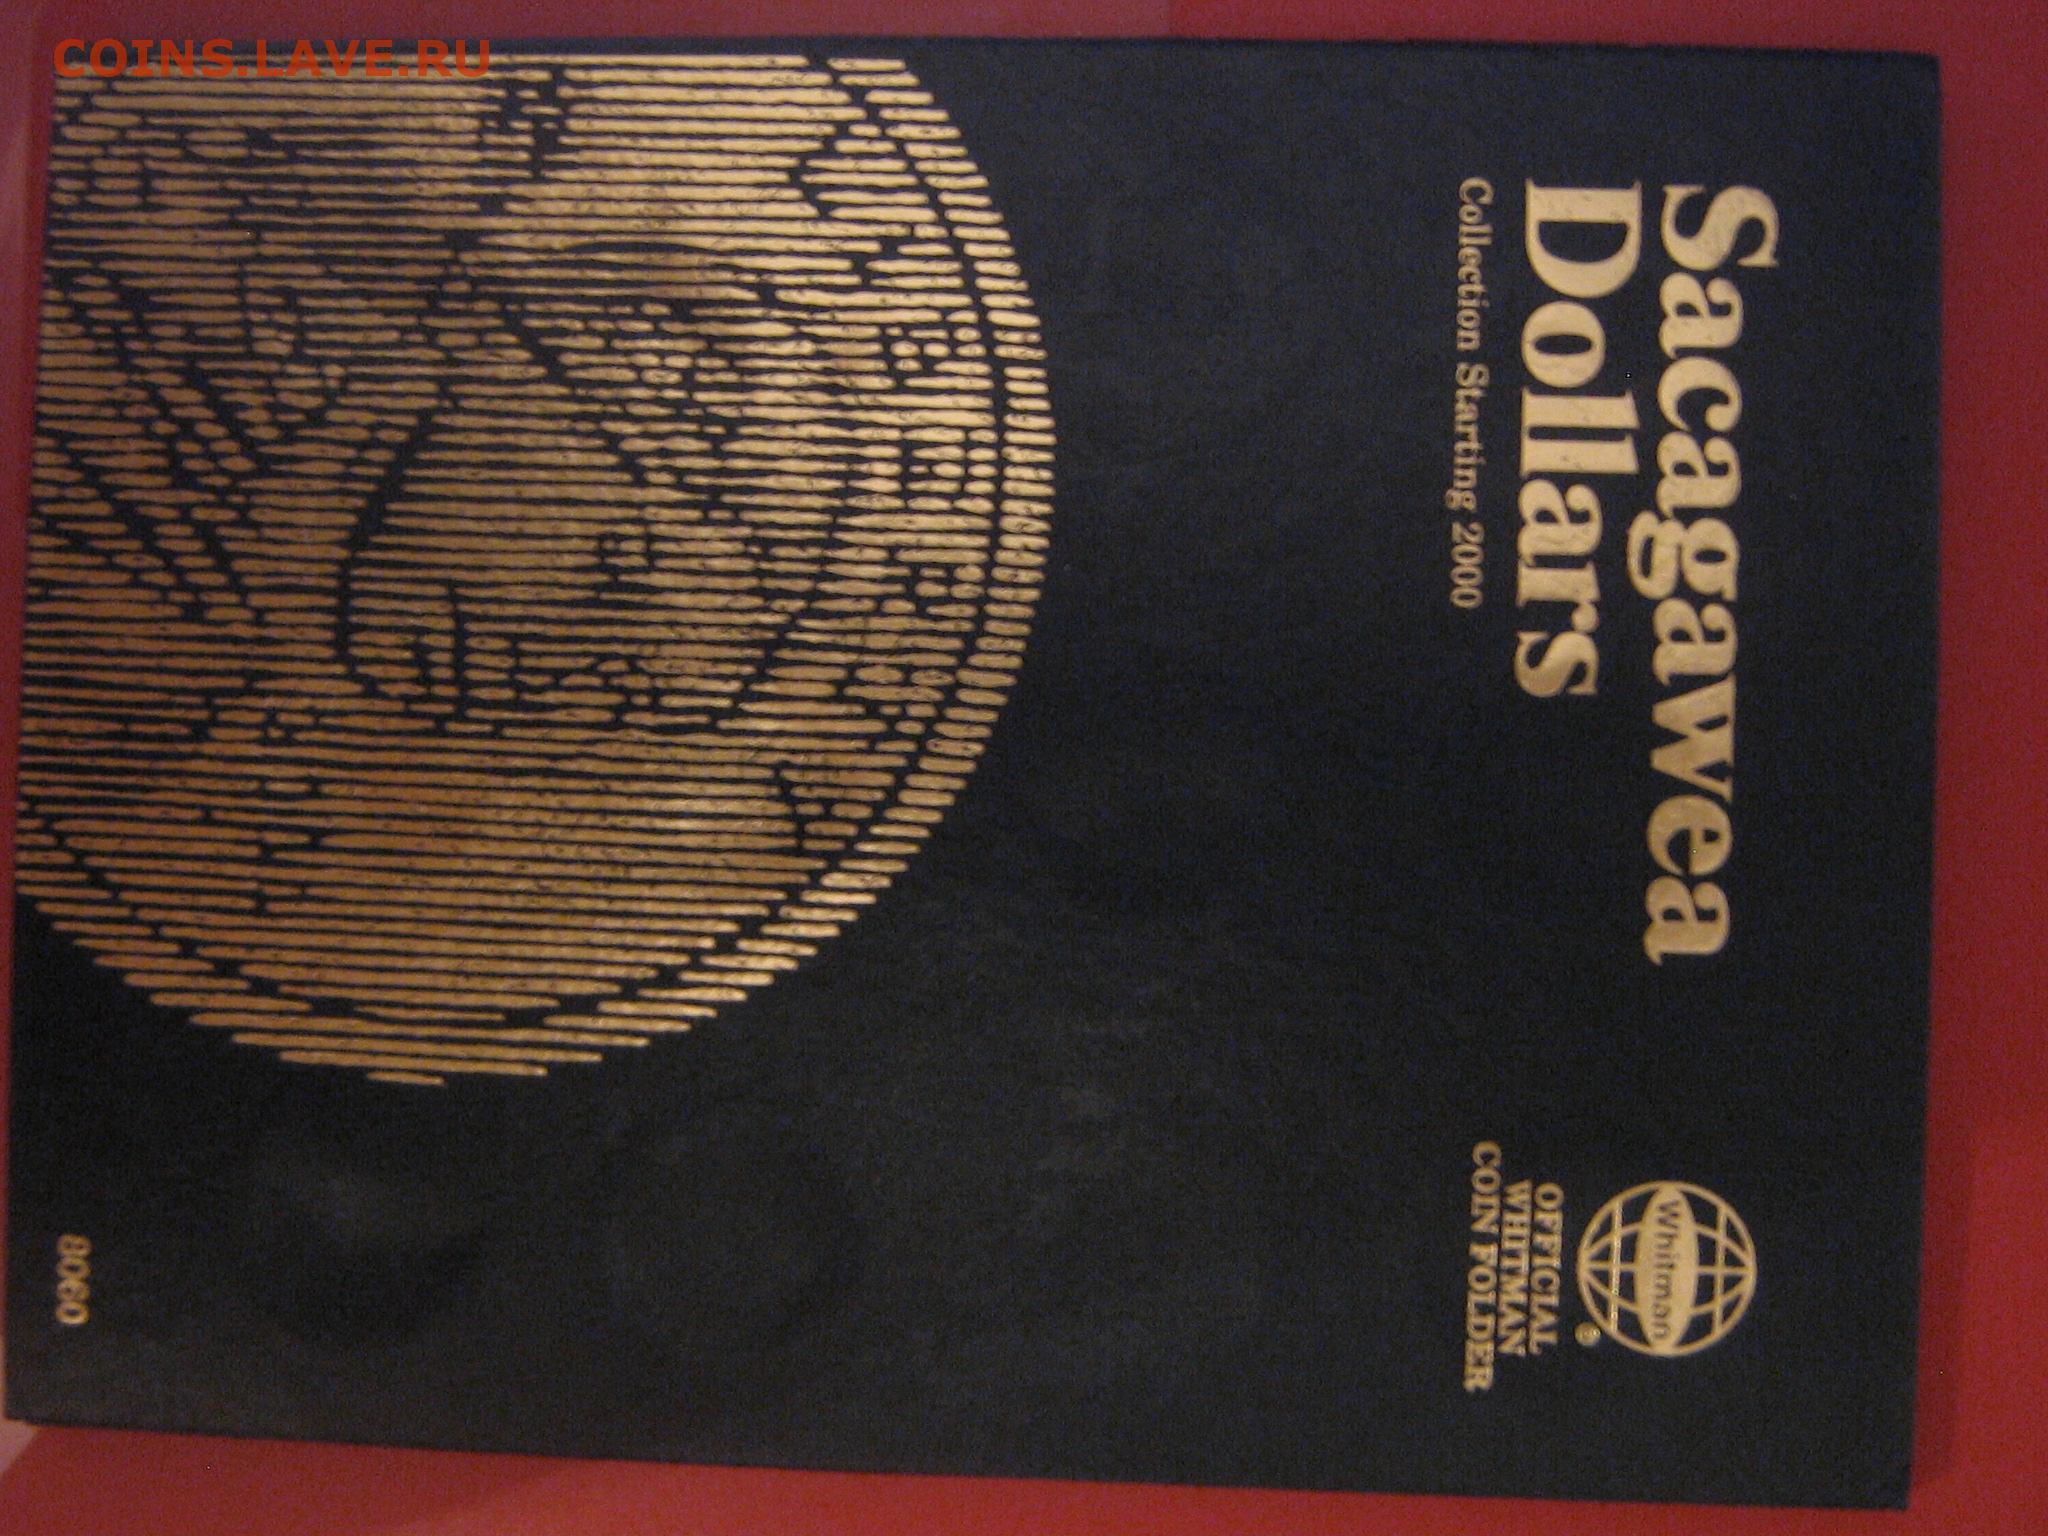 COINS.LAVE.RU
Sacagawea
Dollars
Collection Starting 2000
Whitman
®
OFFICIAL
WHITMAN
COIN FOLDER
8060